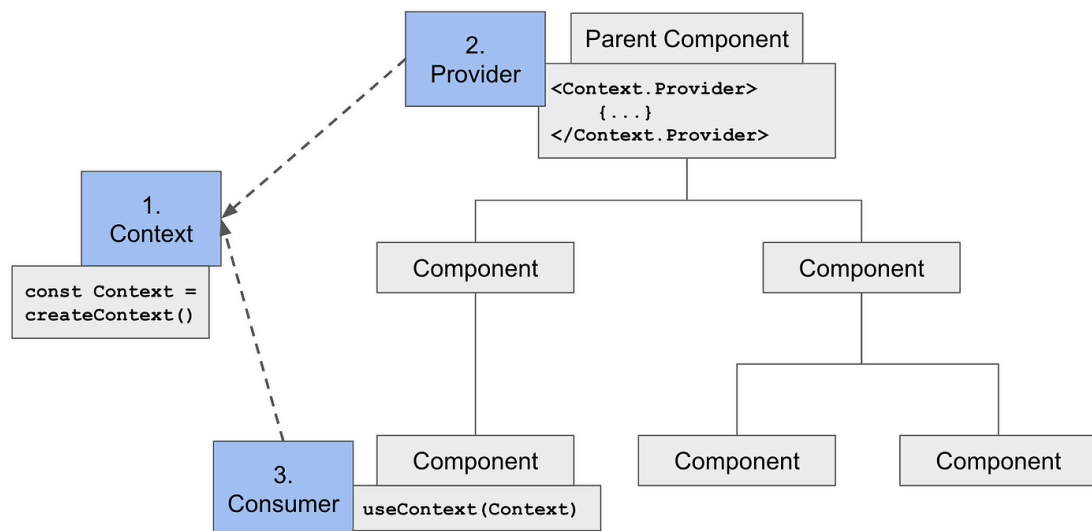 2.
Provider
Parent Component
<Context.Provider>
{...}
</Context.Provider>
1.
Context
const Context =
createContext()
Component
Component
3.
Consumer
Component
useContext(Context)
Component
Component